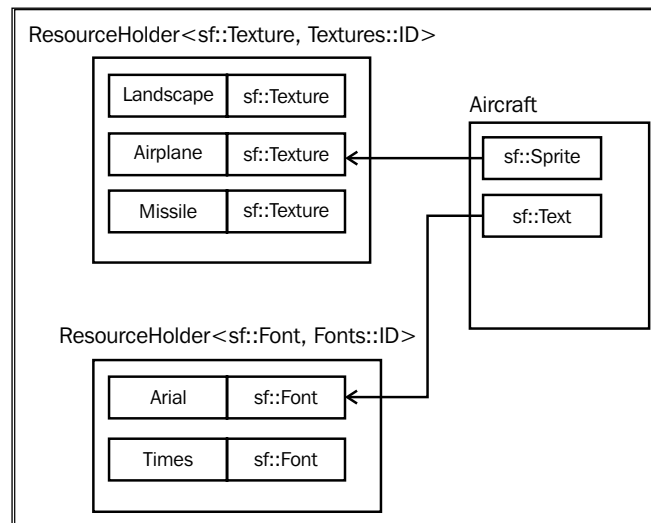 ResourceHolder<sf::Texture, Textures::ID>
Landscape sf::Texture
Airplane sf::Texture
Missile sf::Texture
Aircraft
sf::Sprite
sf::Text
ResourceHolder<sf::Font, Fonts::ID>
Arial sf::Font
Times sf::Font